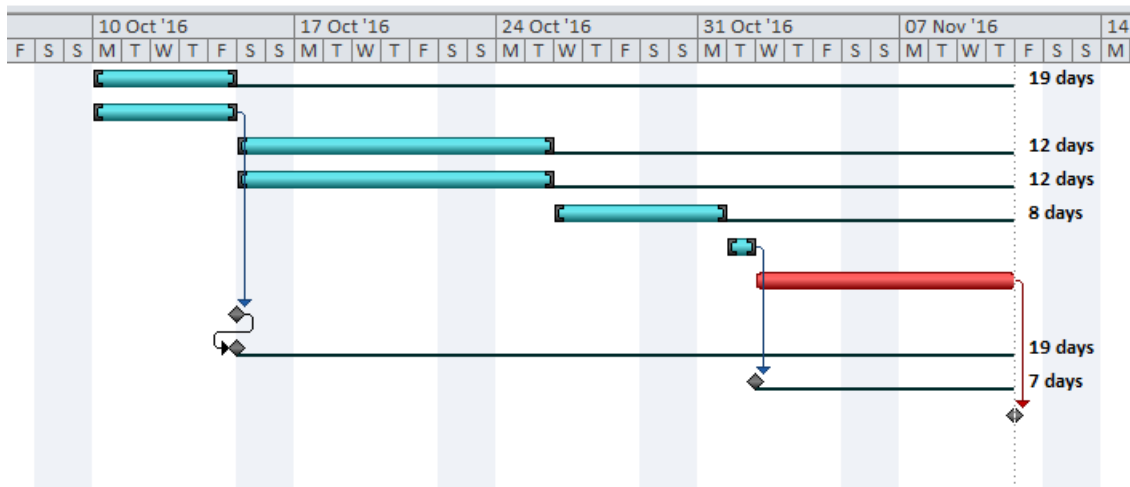 10 Oct '16 17 Oct '16 24 Oct '16 31 Oct '16 07 Nov '16 14
F S S M T W T F S S M T W T F S S M T W T F S S M T W T F S S M T W T F S S M
19 days
12 days
12 days
8 days
19 days
7 days